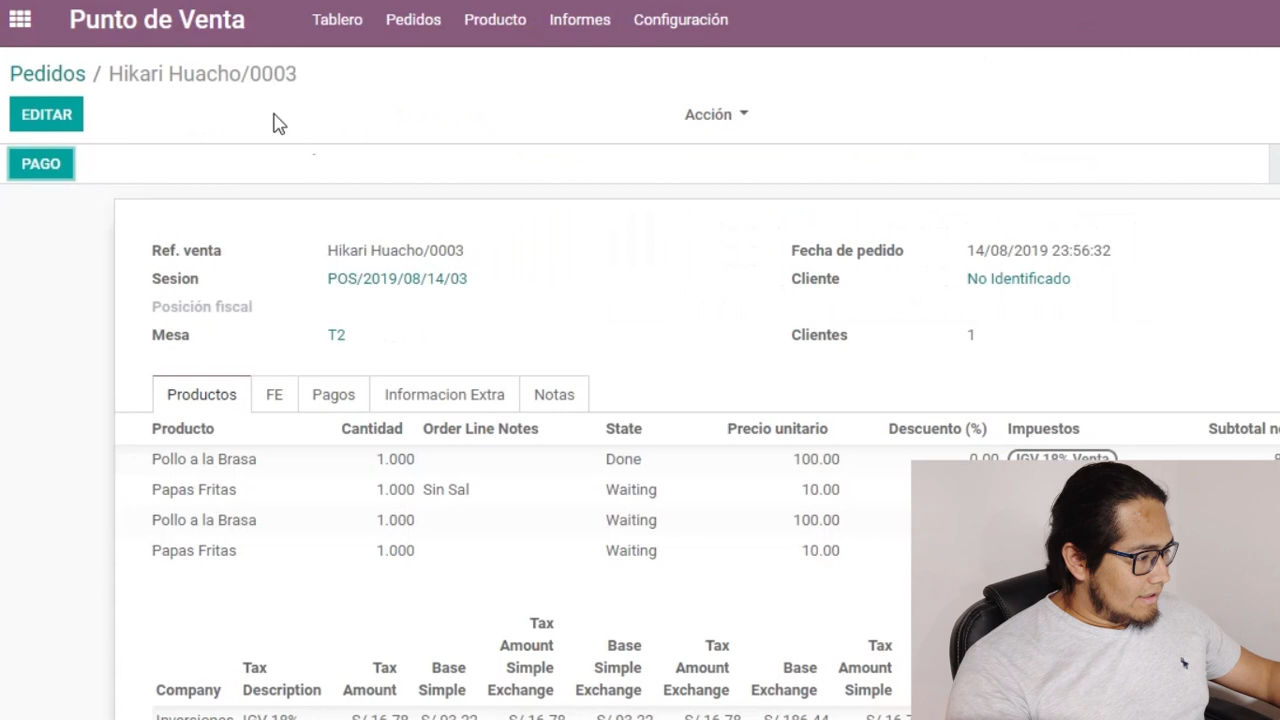 Punto de Venta Tablero Pedidos Producto Informes Configuración
Pedidos / Hikari Huacho/0003
EDITAR Acción
PAGO
Ref. venta Hikari Huacho/0003 Fecha de pedido 14/08/2019 23:56:32
Sesion POS/2019/08/14/03 Cliente No Identificado
Posición fiscal
Mesa T2 Clientes 1
Productos FE Pagos Informacion Extra Notas
Producto Cantidad Order Line Notes State Precio unitario Descuento (%) Impuestos Subtotal
Pollo a la Brasa 1.000 Done 100.00 0.00 IGV 18% Venta
Papas Fritas 1.000 Sin Sal Waiting 10.00
Pollo a la Brasa 1.000 Waiting 100.00
Papas Fritas 1.000 Waiting 10.00
Tax
Amount Base Tax Tax
Tax Tax Base Simple Simple Amount Base Amount
Company Description Amount Simple Exchange Exchange Exchange Exchange Simple
Inversiones IGV 18% S/ 16.78 S/ 93.22 S/ 16.78 S/ 93.22 S/ 16.78 S/ 186.44